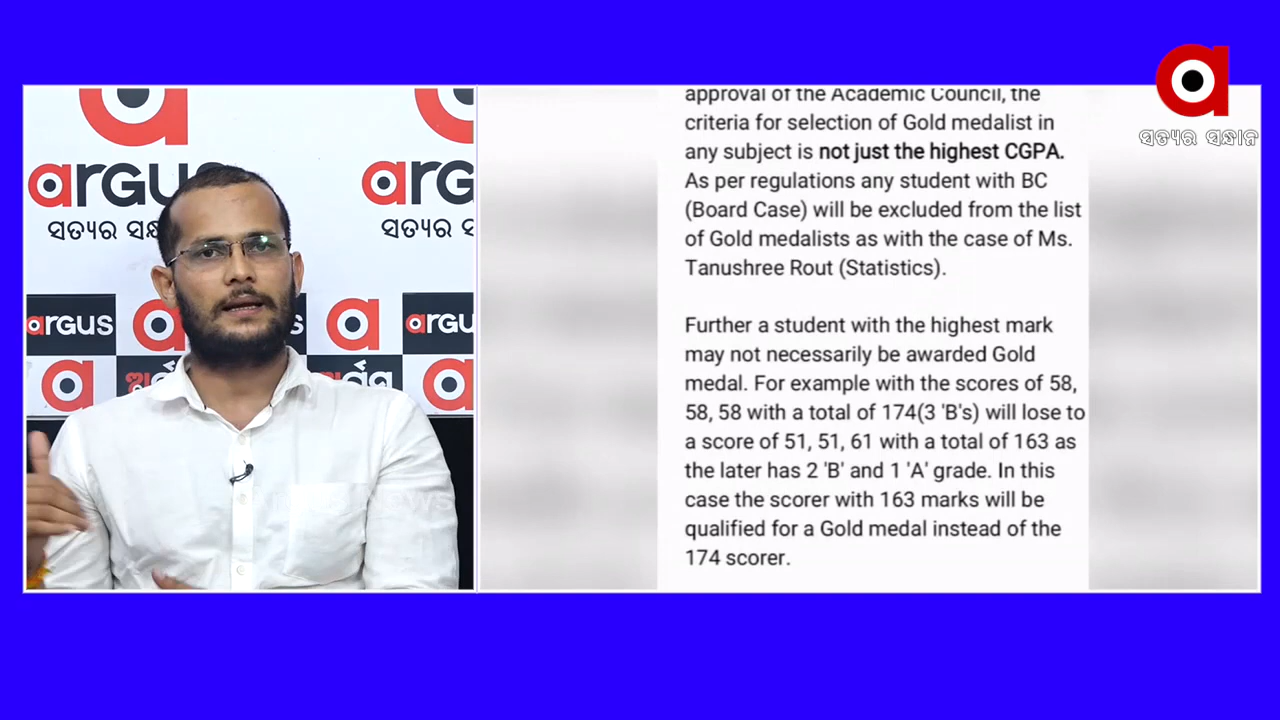 argus
ସତ୍ୟର ସନ୍ଧାନ
approval of the Academic Council, the
criteria for selection of Gold medalist in
any subject is not just the highest CGPA.
As per regulations any student with BC
(Board Case) will be excluded from the list
of Gold medalists as with the case of Ms.
Tanushree Rout (Statistics).
Further a student with the highest mark
may not necessarily be awarded Gold
medal. For example with the scores of 58,
58, 58 with a total of 174(3 'B's) will lose to
a score of 51, 51, 61 with a total of 163 as
the later has 2 'B' and 1 'A' grade. In this
case the scorer with 163 marks will be
qualified for a Gold medal instead of the
174 scorer.